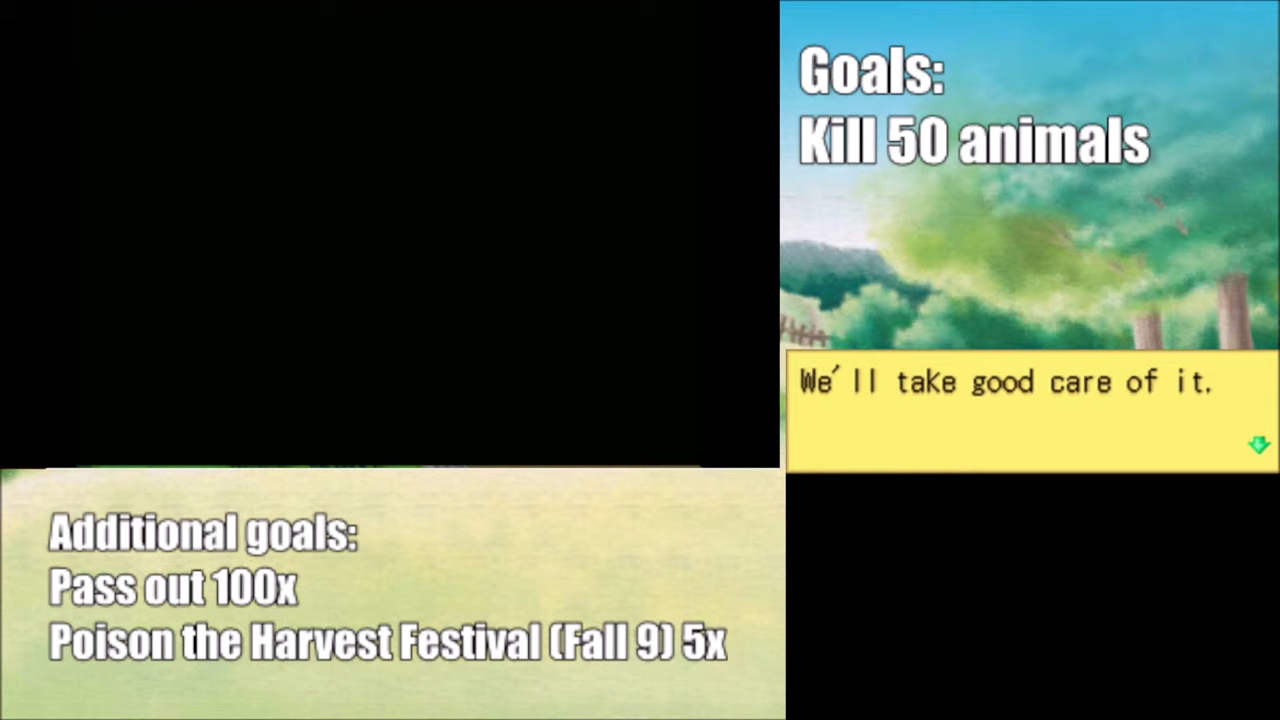 Goals:
Kill 50 animals
We'll take good care of it.
Additional goals:
Pass out 100x
Poison the Harvest Festival (Fall 9) 5x